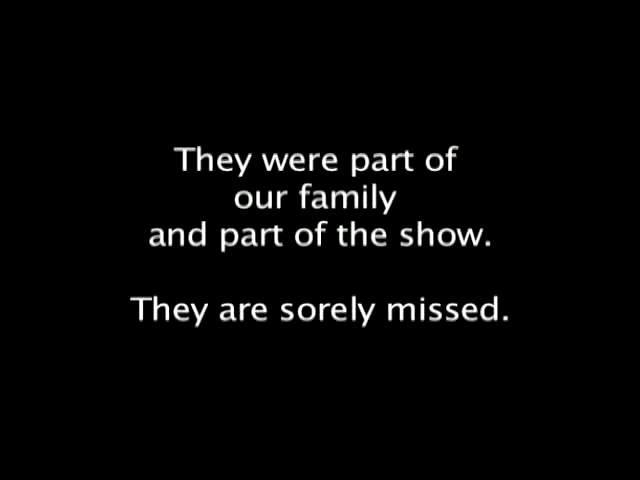 They were part of
our family
and part of the show.
They are sorely missed.